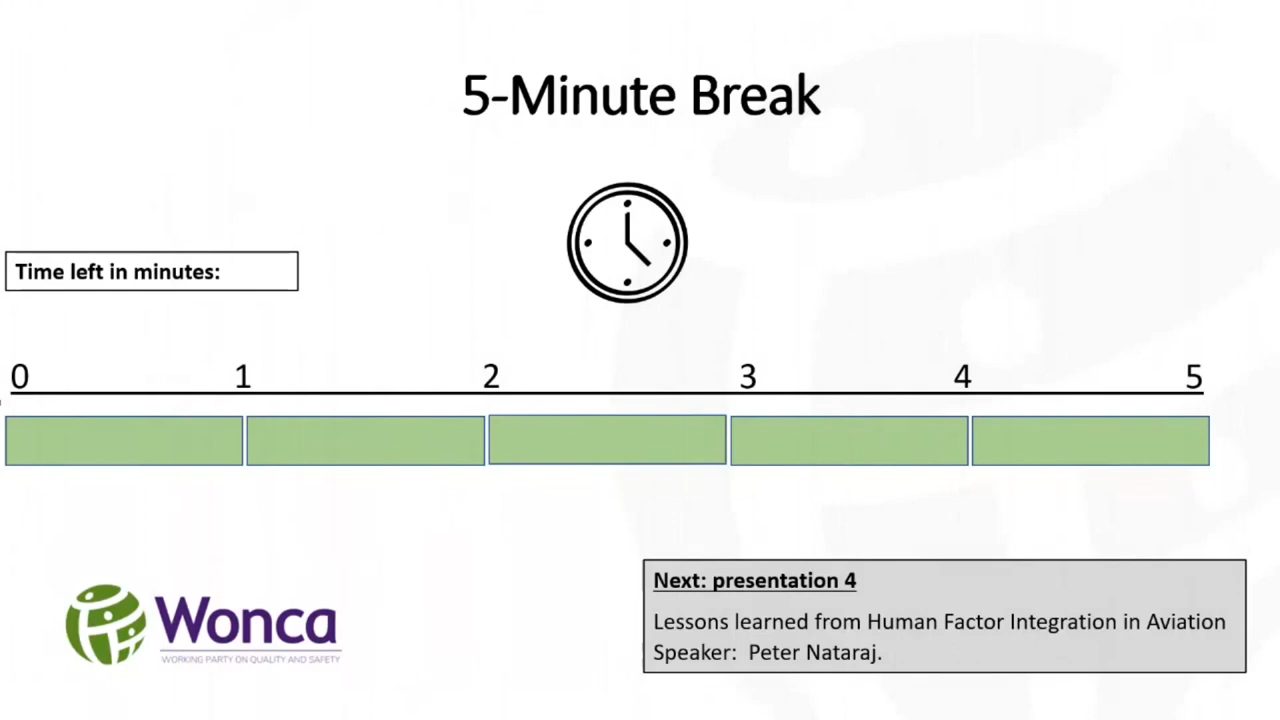 5-Minute Break
Time left in minutes:
0 1 2 3 4 5
Next: presentation 4
Lessons learned from Human Factor Integration in Aviation
Speaker: Peter Nataraj.
Wonca
WORKING PARTY ON QUALITY AND SAFETY